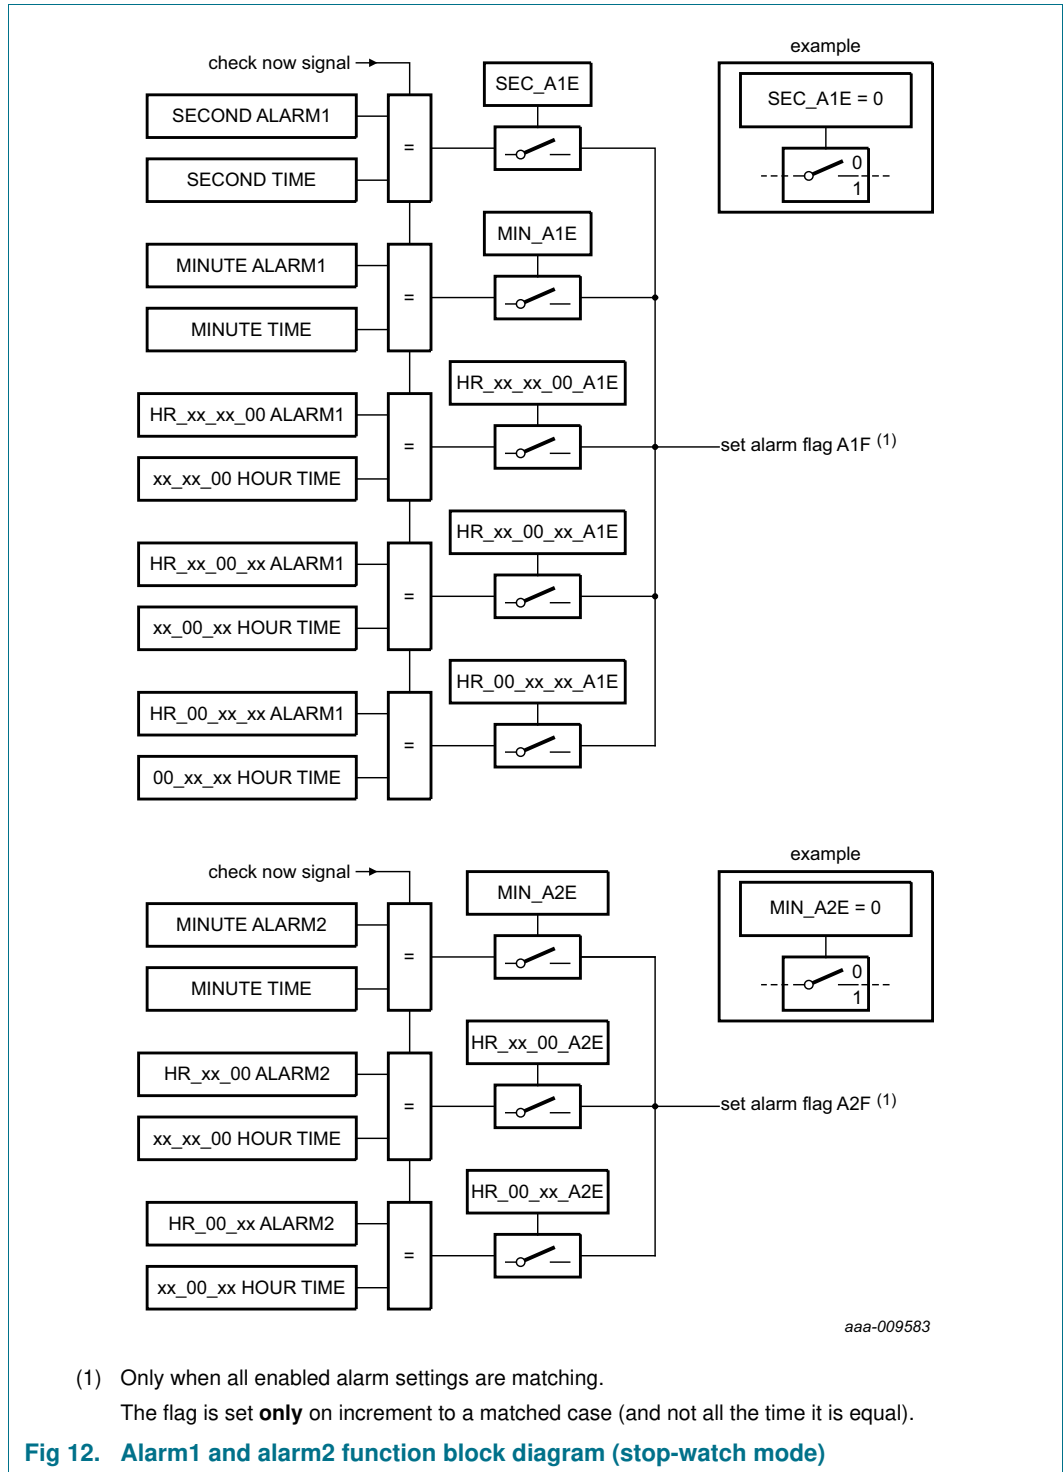 example
check now signal
SEC_A1E
SEC_A1E = 0
SECOND ALARM1
=
0
1
SECOND TIME
MIN_A1E
MINUTE ALARM1
=
MINUTE TIME
HR_xx_xx_00_A1E
HR_xx_xx_00 ALARM1
=
set alarm flag A1F (1)
xx_xx_00 HOUR TIME
HR_xx_00_xx_A1E
HR_xx_00_xx ALARM1
=
xx_00_xx HOUR TIME
HR_00_xx_xx_A1E
HR_00_xx_xx ALARM1
=
00_xx_xx HOUR TIME
example
check now signal
MIN_A2E
MIN_A2E = 0
MINUTE ALARM2
=
0
1
MINUTE TIME
HR_xx_00_A2E
HR_xx_00 ALARM2
=
set alarm flag A2F (1)
xx_xx_00 HOUR TIME
HR_00_xx_A2E
HR_00_xx ALARM2
=
xx_00_xx HOUR TIME
aaa-009583
(1) Only when all enabled alarm settings are matching.
The flag is set only on increment to a matched case (and not all the time it is equal).
Fig 12. Alarm1 and alarm2 function block diagram (stop-watch mode)